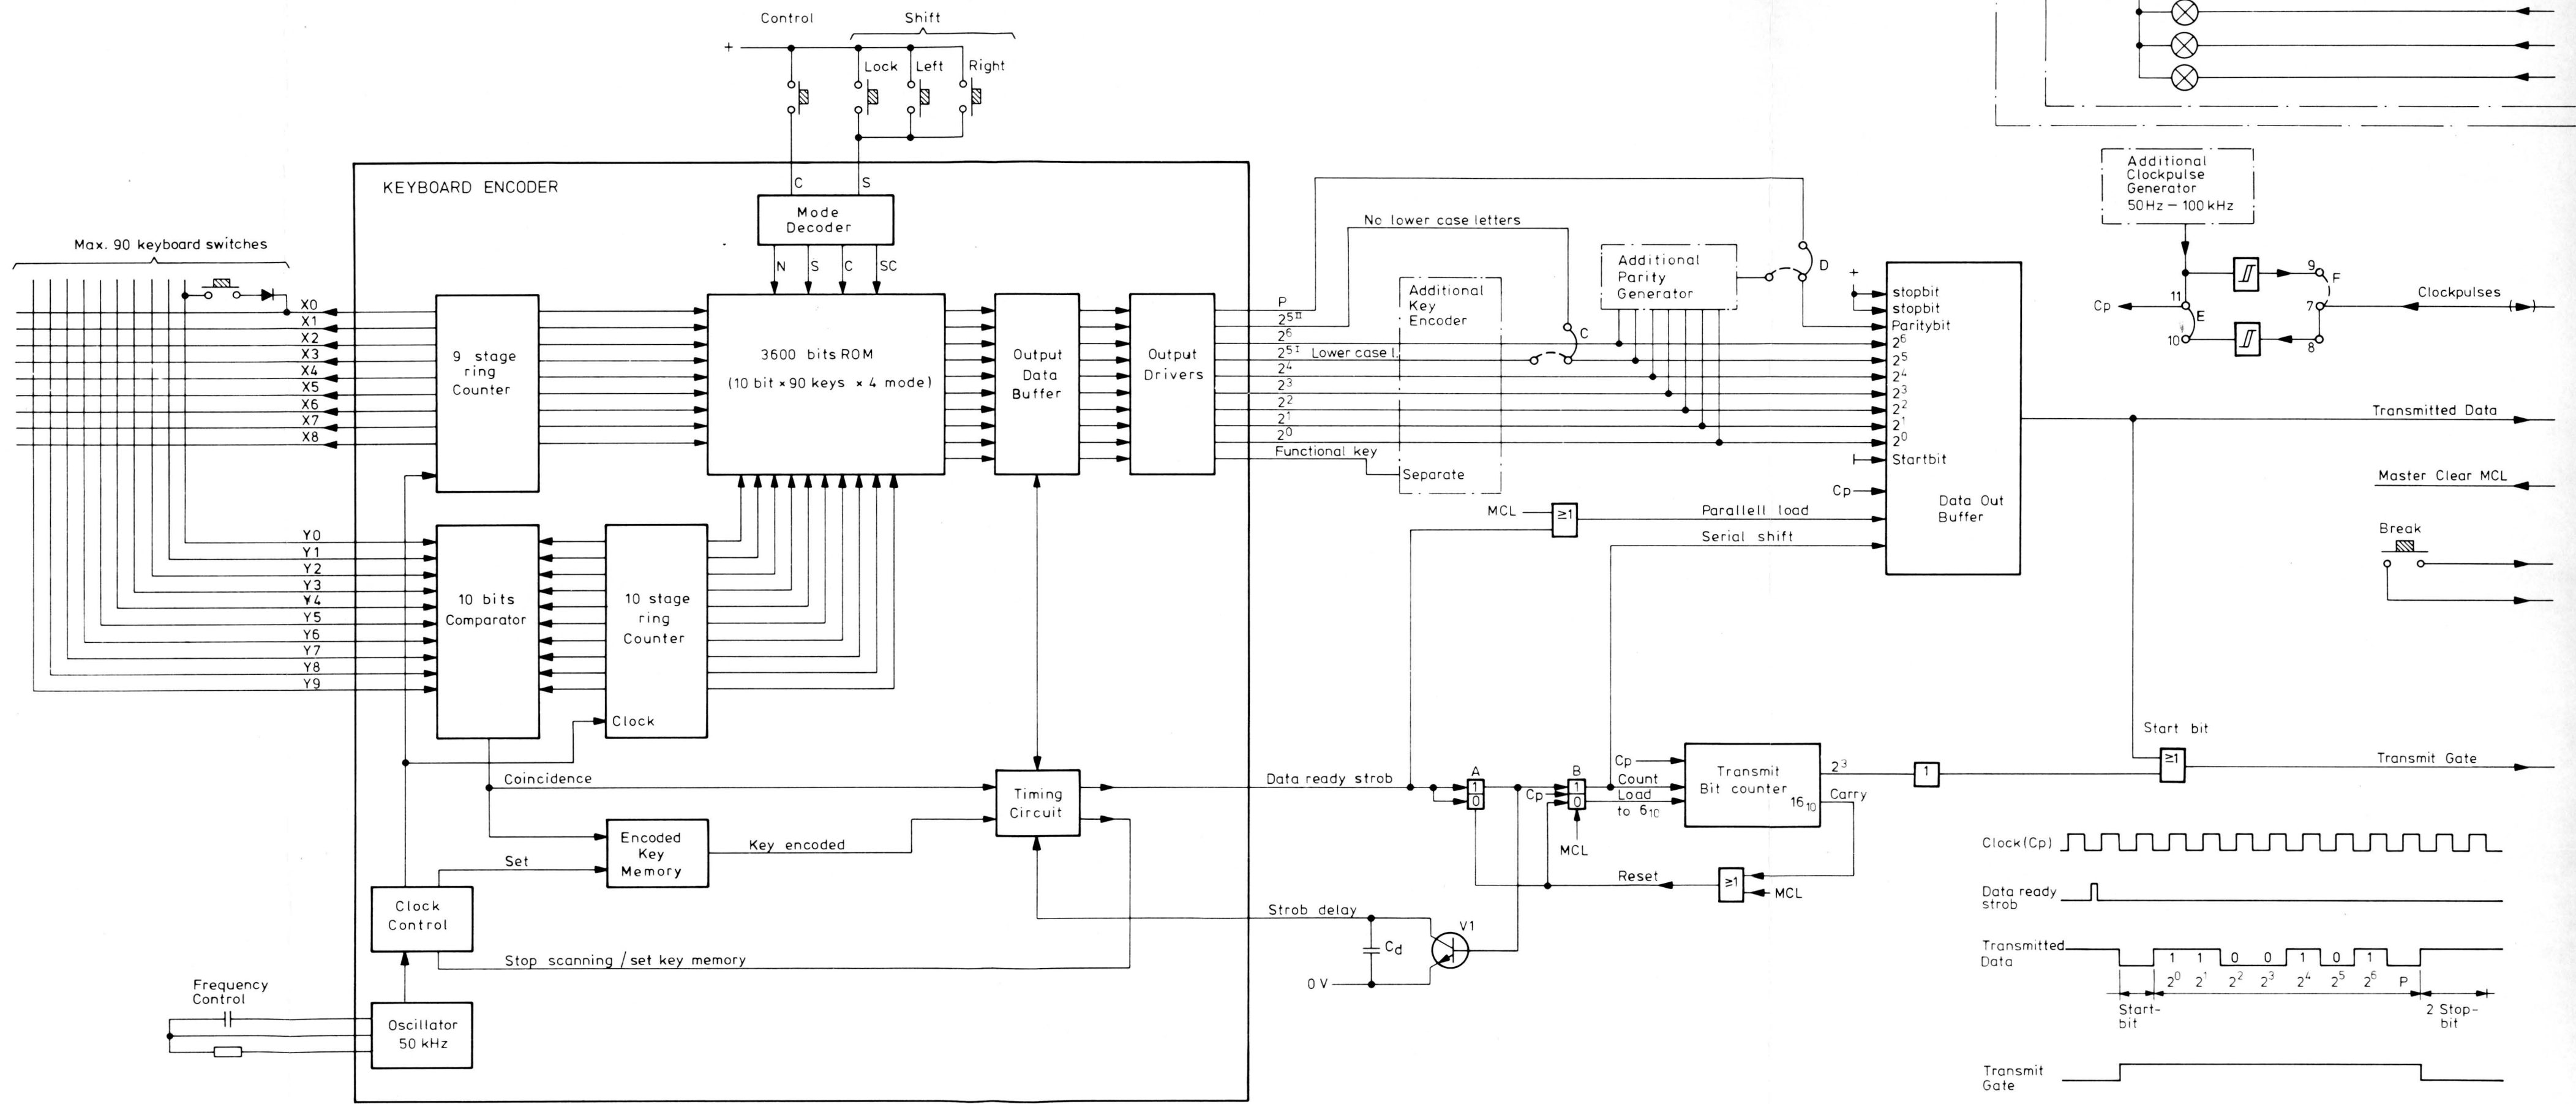 Control
Shift
+
Lock
Left
Right
KEYBOARD ENCODER
C
S
Mode
Decoder
N
S
C
SC
Max. 90 keyboard switches
X0
X1
X2
X3
X4
X5
X6
X7
X8
9 stage
ring
Counter
3600 bits ROM
(10 bit × 90 keys × 4 mode)
Output
Data
Buffer
Output
Drivers
Y0
Y1
Y2
Y3
Y4
Y5
Y6
Y7
Y8
Y9
10 bits
Comparator
10 stage
ring
Counter
Clock
Coincidence
Timing
Circuit
Encoded
Key
Memory
Key encoded
Set
Clock
Control
Stop scanning / set key memory
Frequency
Control
Oscillator
50 kHz
P
2⁵ᴵᴵ
2⁶
2⁵ᴵ Lower case l.
2⁴
2³
2²
2¹
2⁰
Functional key
No lower case letters
Additional
Key
Encoder
Separate
C
Additional
Parity
Generator
D
+
stopbit
stopbit
Paritybit
2⁶
2⁵
2⁴
2³
2²
2¹
2⁰
Startbit
Cp
Data Out
Buffer
MCL
≥1
Parallell load
Serial shift
Data ready strob
A
1
0
B
Cp
1
0
MCL
Cp
Count
Load
to 6₁₀
Transmit
Bit counter
16₁₀
2³
Carry
1
Reset
≥1
MCL
Strob delay
V1
Cd
0 V
Additional
Clockpulse
Generator
50Hz – 100 kHz
9
F
Cp
11
E
7
Clockpulses
( )
10
8
Transmitted Data
Master Clear MCL
Break
Start bit
≥1
Transmit Gate
Clock(Cp)
Data ready
strob
Transmitted
Data
1 1 0 0 1 0 1
2⁰ 2¹ 2² 2³ 2⁴ 2⁵ 2⁶ P
Start-
bit
2 Stop-
bit
Transmit
Gate